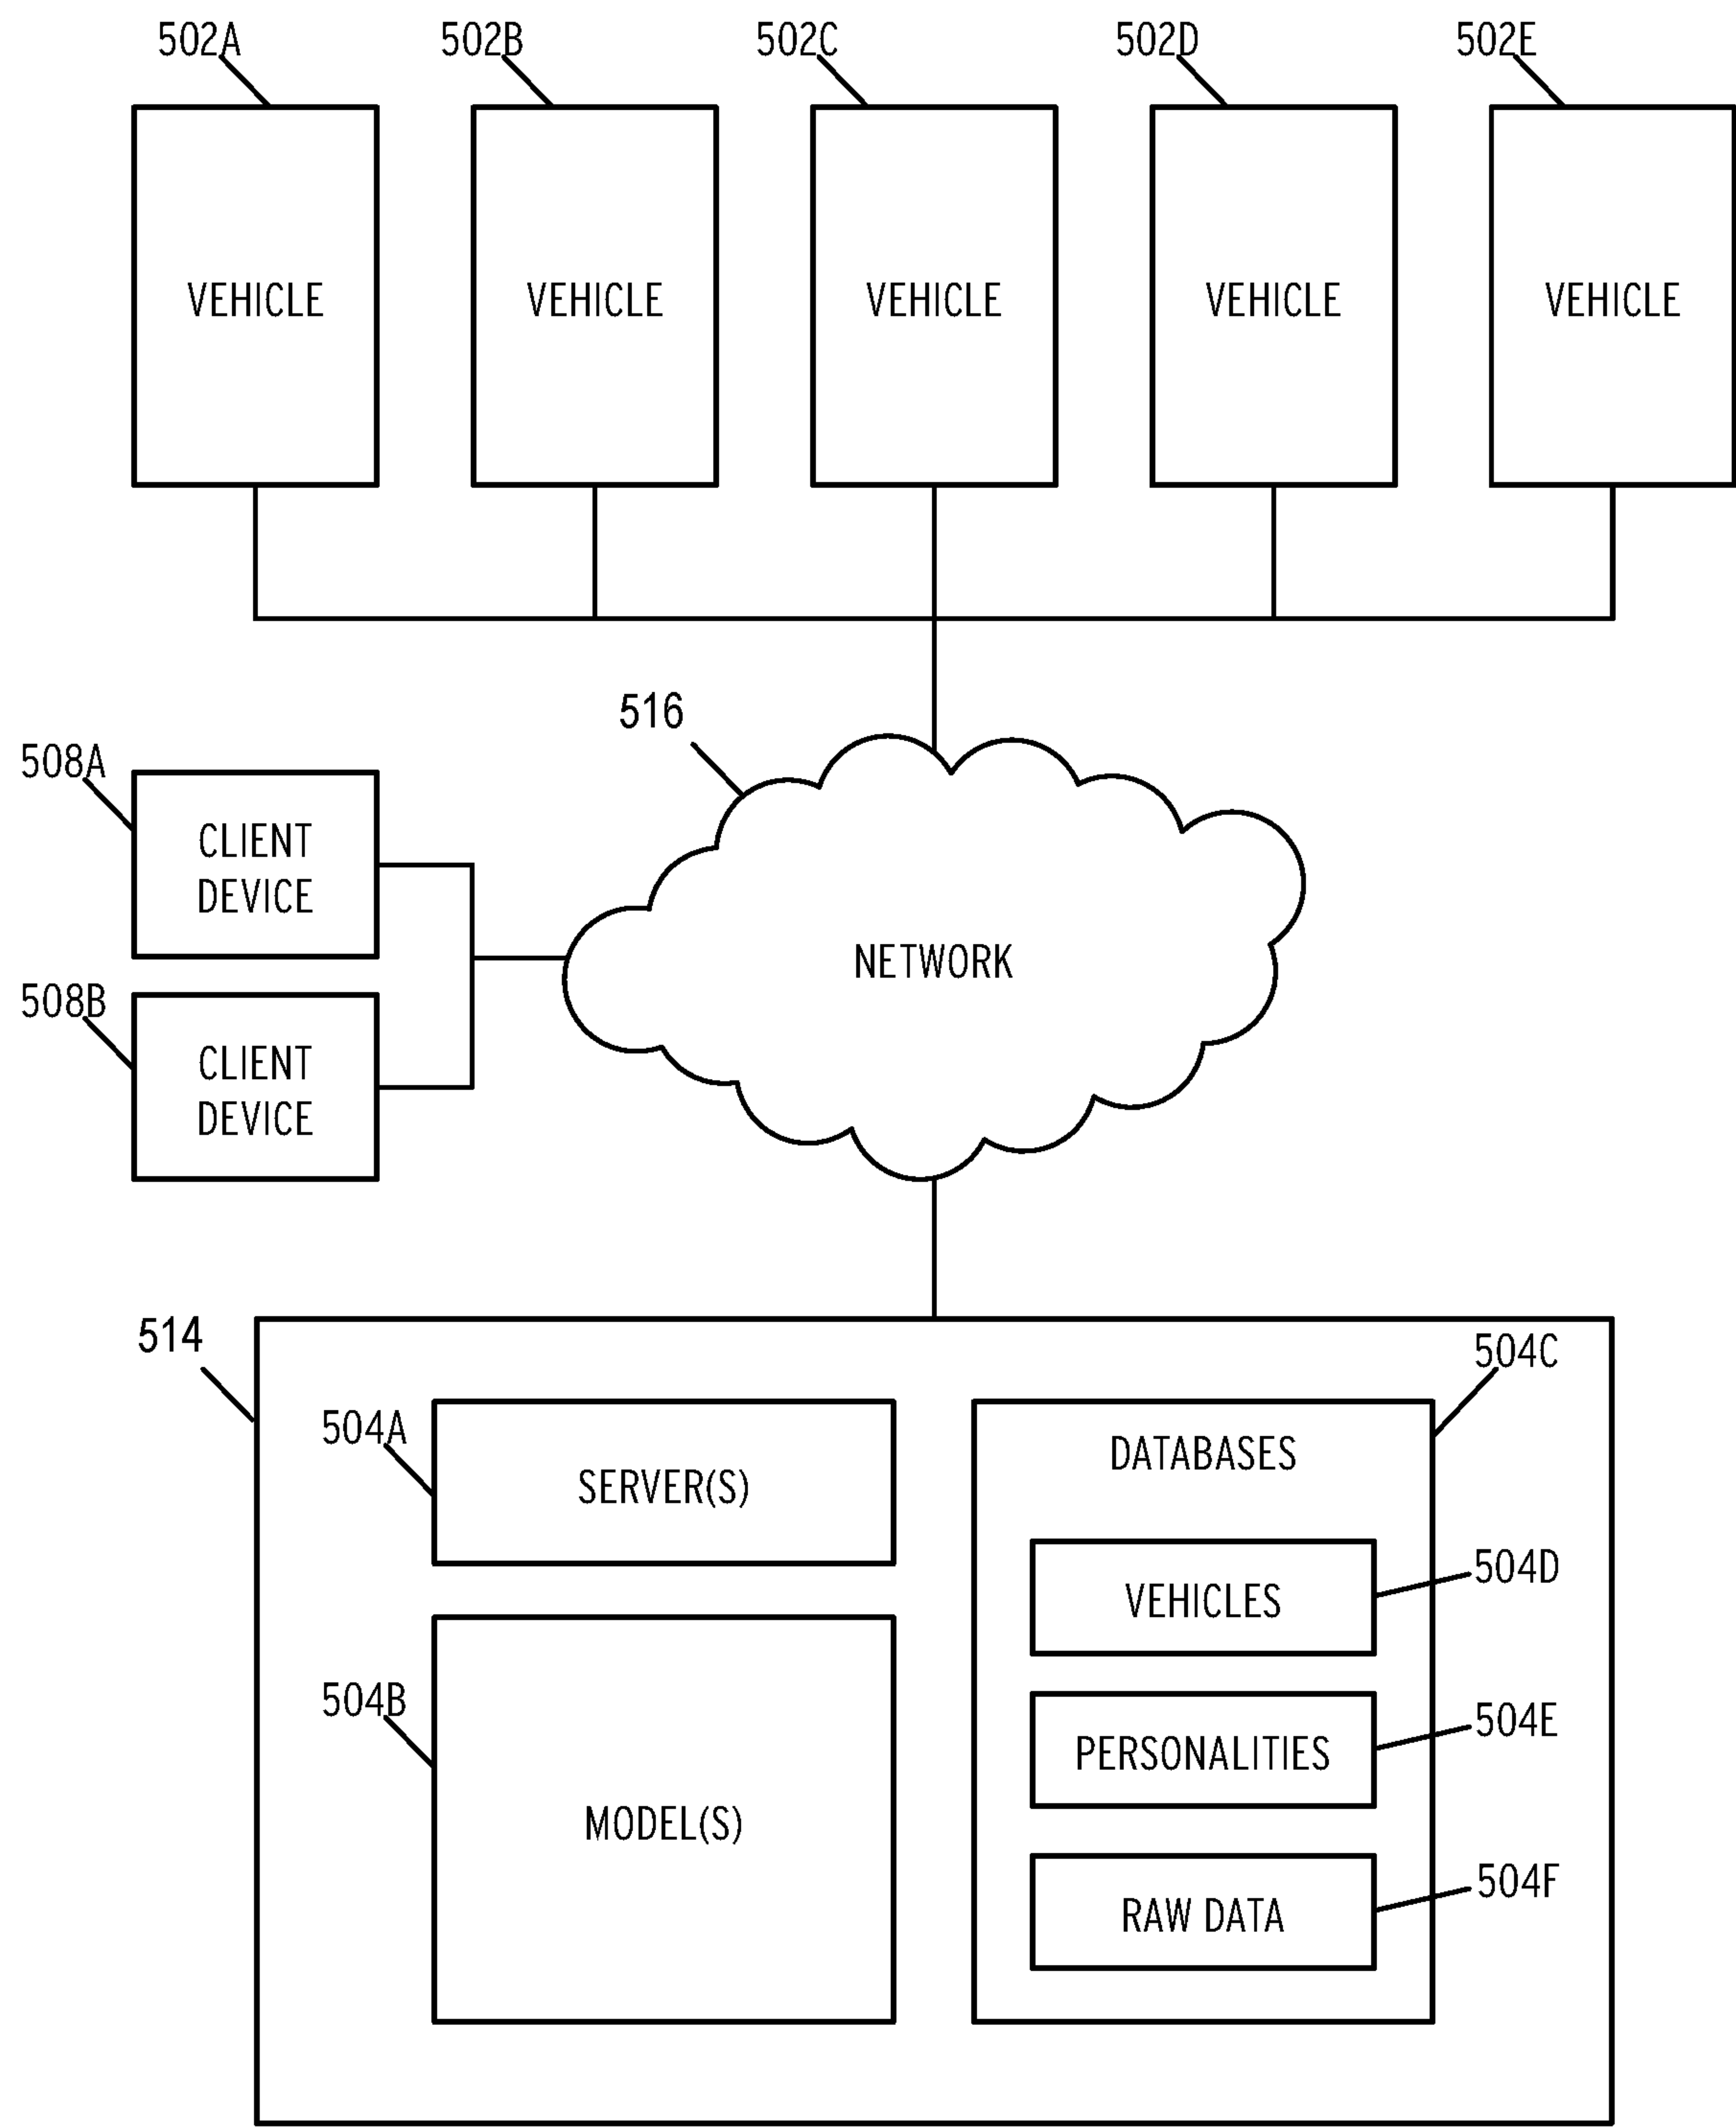 502A 502B 502C 502D 502E
VEHICLE VEHICLE VEHICLE VEHICLE VEHICLE
516
508A
CLIENT
DEVICE
NETWORK
508B
CLIENT
DEVICE
514
504C
504A
SERVER(S)
DATABASES
504D
VEHICLES
504B
MODEL(S)
504E
PERSONALITIES
504F
RAW DATA